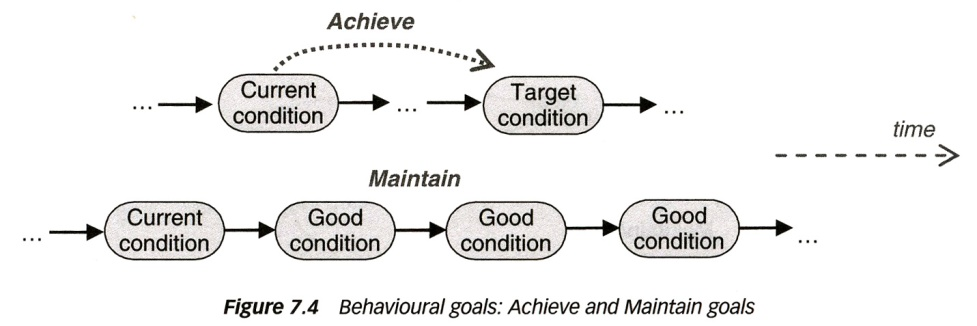 Achieve
... Current condition ... Target condition ...
time
Maintain
... Current condition Good condition Good condition Good condition ...
Figure 7.4 Behavioural goals: Achieve and Maintain goals